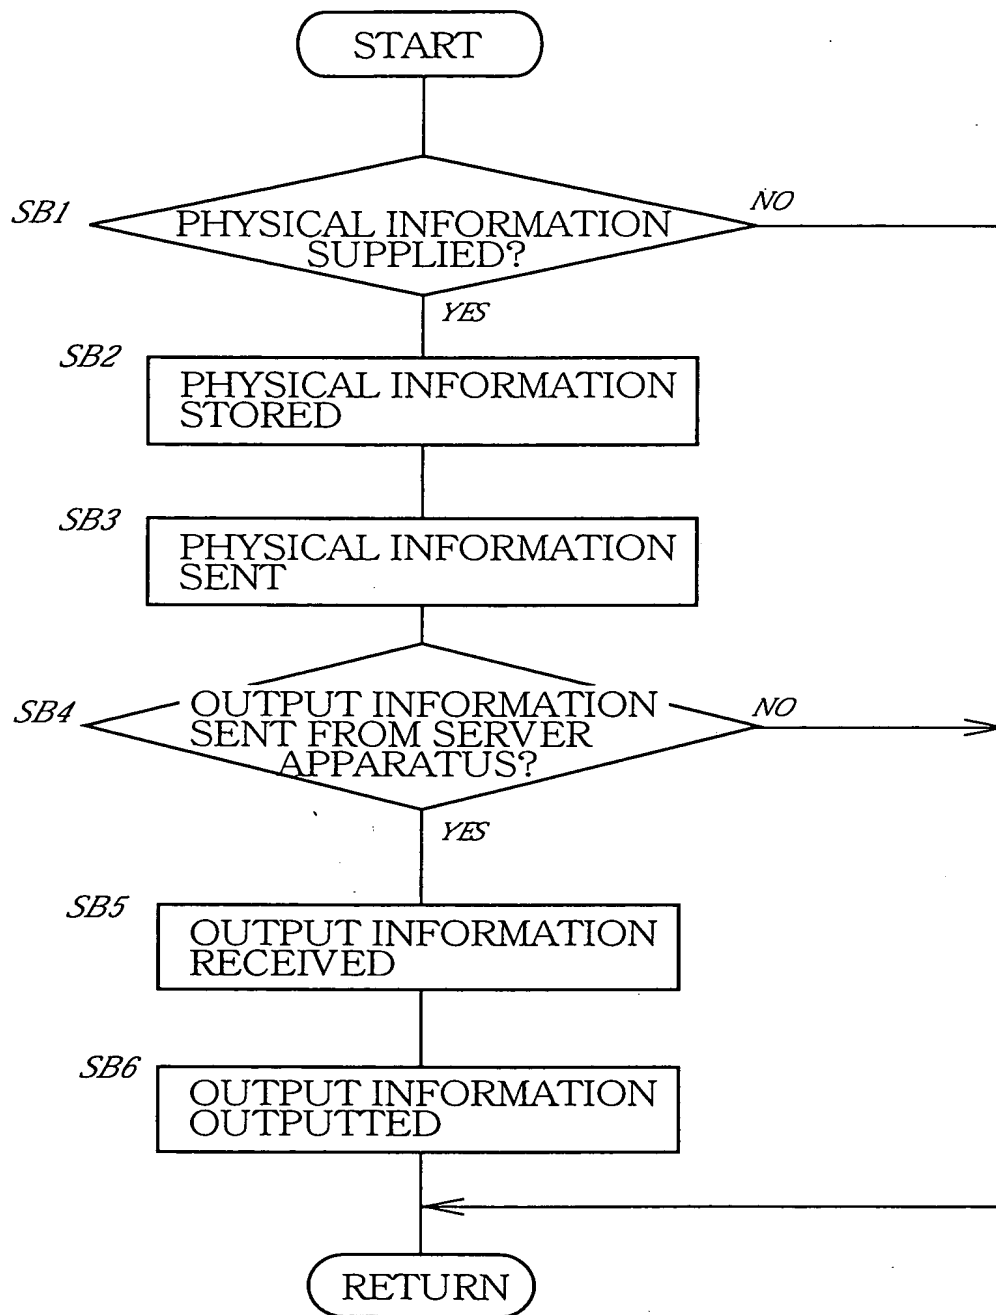 START
SB1
PHYSICAL INFORMATION
SUPPLIED?
NO
YES
SB2
PHYSICAL INFORMATION
STORED
SB3
PHYSICAL INFORMATION
SENT
SB4
OUTPUT INFORMATION
SENT FROM SERVER
APPARATUS?
NO
YES
SB5
OUTPUT INFORMATION
RECEIVED
SB6
OUTPUT INFORMATION
OUTPUTTED
RETURN